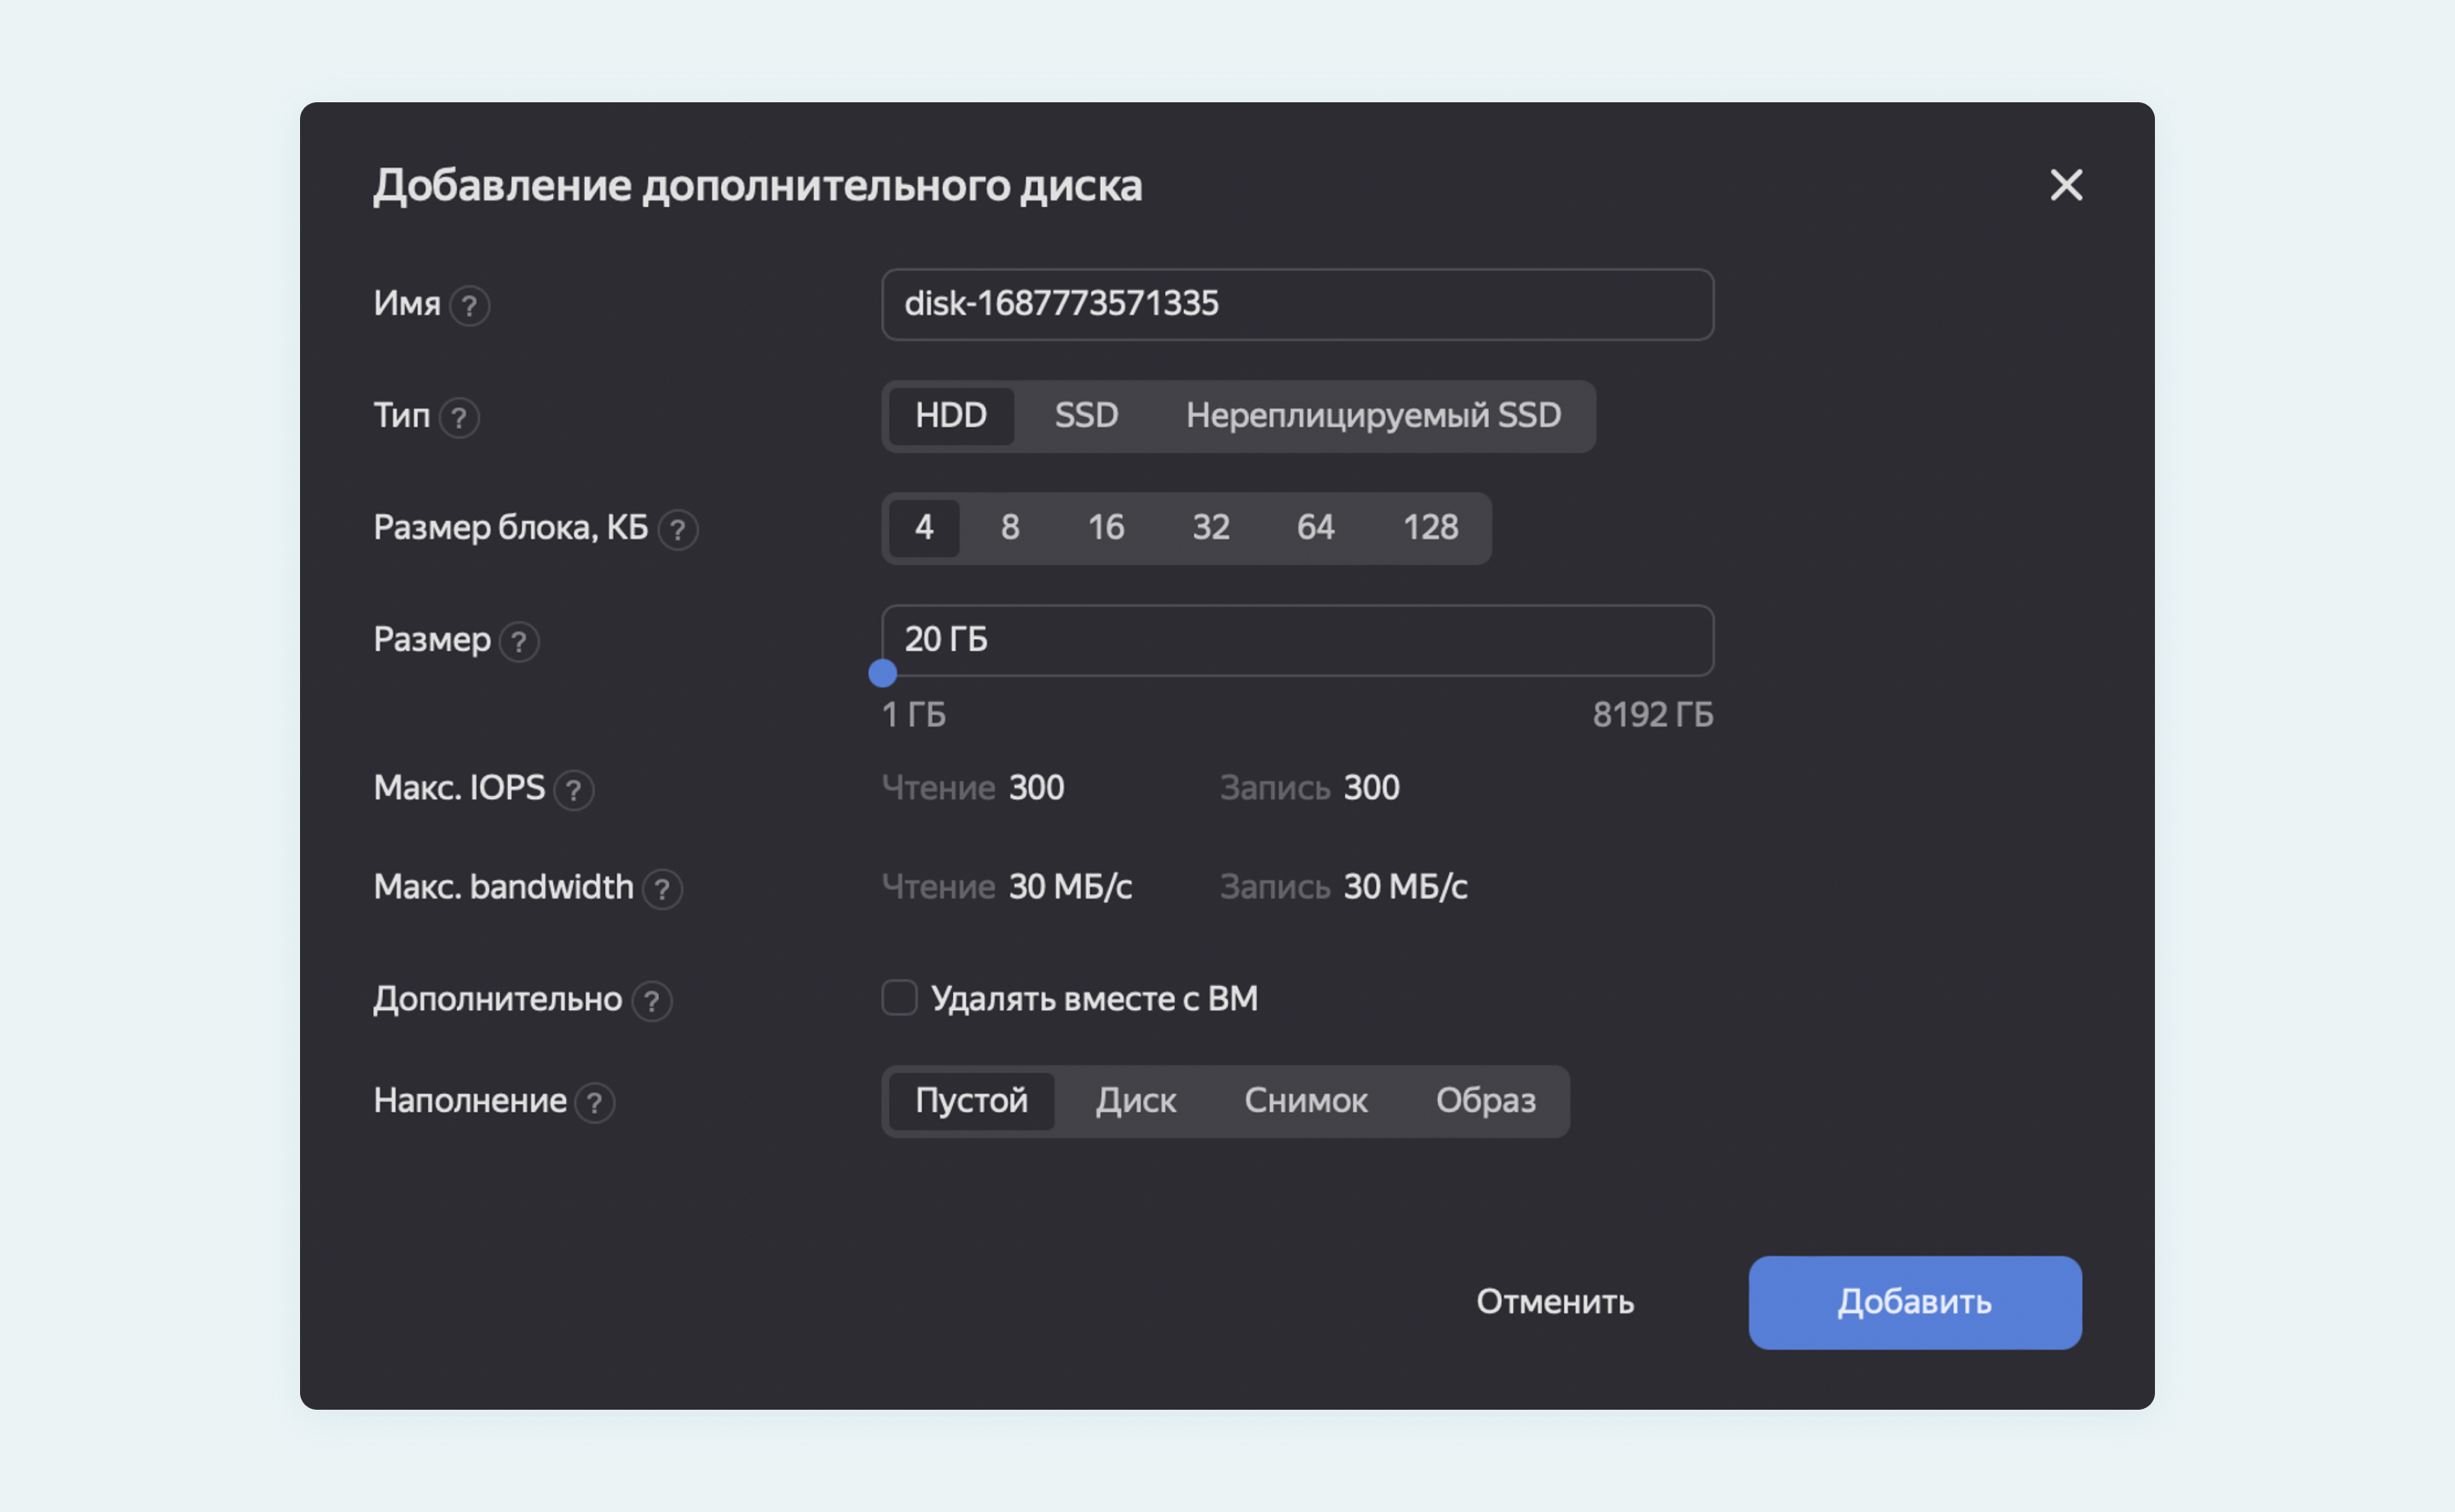 Добавление дополнительного диска
Имя ? disk-1687773571335
Тип ? HDD SSD Нереплицируемый SSD
Размер блока, КБ ? 4 8 16 32 64 128
Размер ? 20 ГБ
1 ГБ 8192 ГБ
Макс. IOPS ? Чтение 300 Запись 300
Макс. bandwidth ? Чтение 30 МБ/с Запись 30 МБ/с
Дополнительно ? Удалять вместе с ВМ
Наполнение ? Пустой Диск Снимок Образ
Отменить Добавить